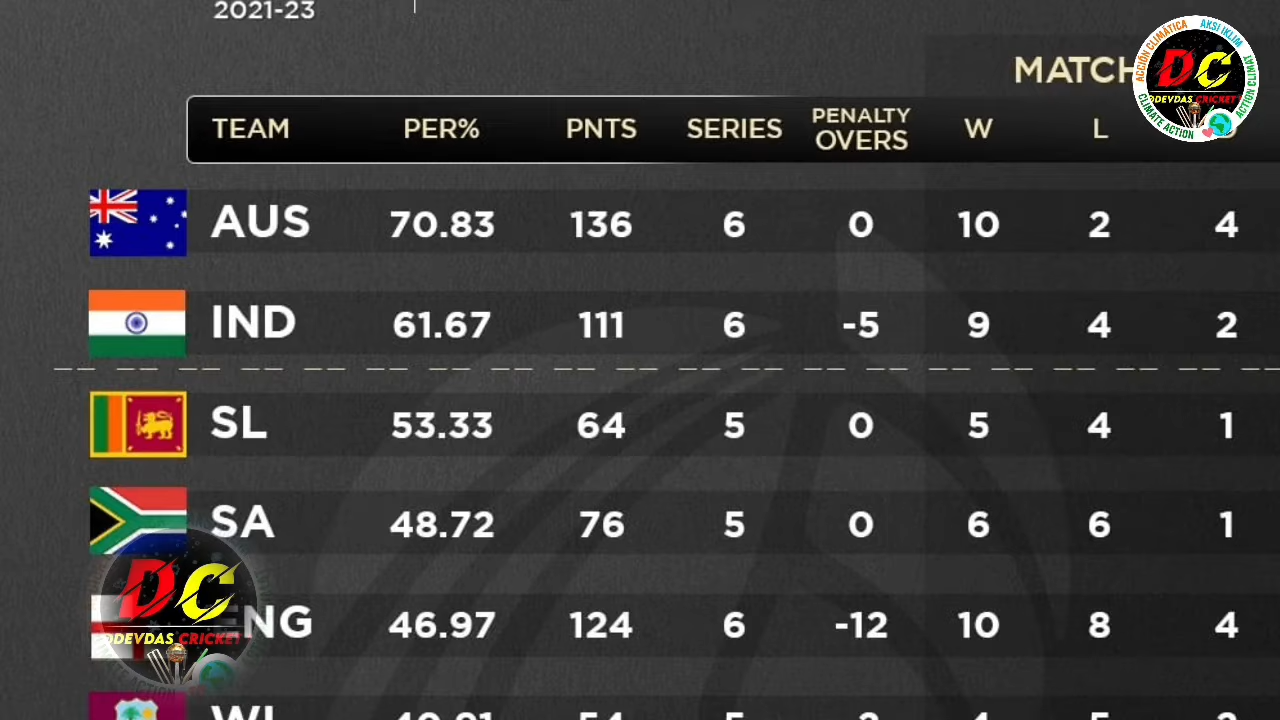 2021-23
MATCH
TEAM PER% PNTS SERIES PENALTY OVERS W L
AUS 70.83 136 6 0 10 2 4
IND 61.67 111 6 -5 9 4 2
SL 53.33 64 5 0 5 4 1
SA 48.72 76 5 0 6 6 1
ENG 46.97 124 6 -12 10 8 4
ACCIÓN CLIMÁTICA
AKSI IKLIM
DC
DEVDAS CRICKET
CLIMATE ACTION
ACTION CLIMAT
DC
DEVDAS CRICKET
CLIMATE ACTION